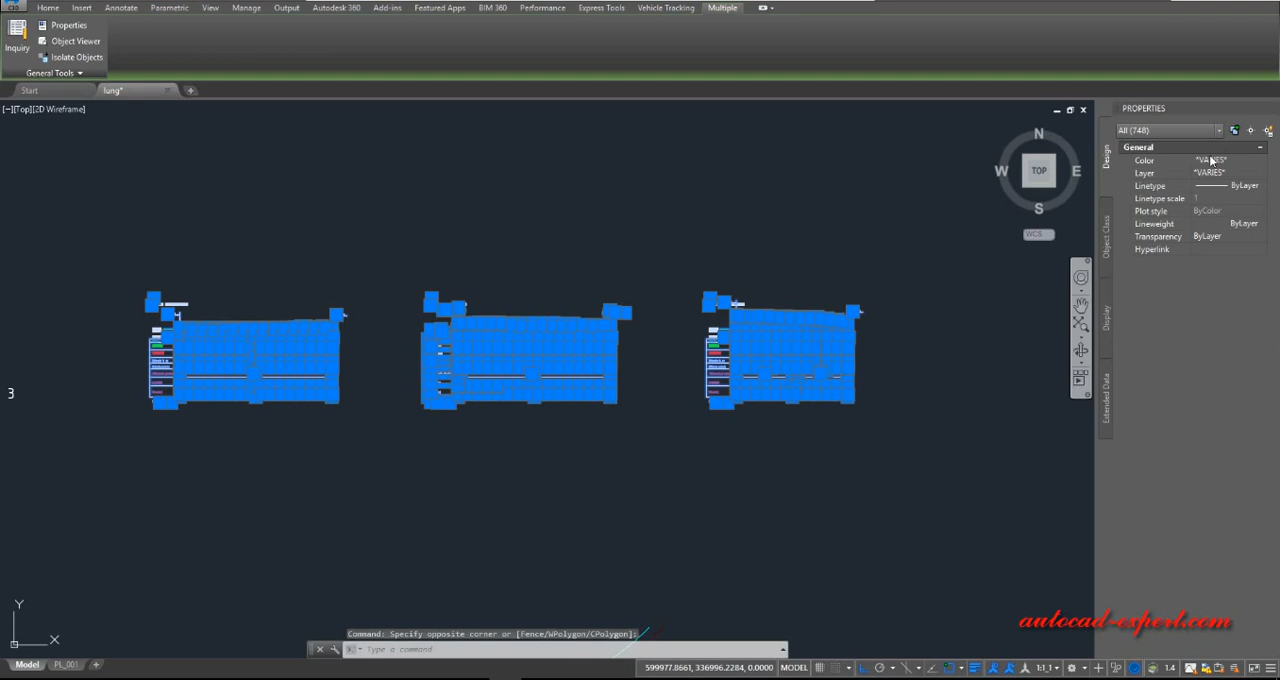 Home Insert Annotate Parametric View Manage Output Autodesk 360 Add-ins Featured Apps BIM 360 Performance Express Tools Vehicle Tracking Multiple
Inquiry
Properties
Object Viewer
Isolate Objects
General Tools
Start
lung*
[−][Top][2D Wireframe]
N
W
TOP
E
S
WCS
PROPERTIES
All (748)
General
Color *VARIES*
Layer *VARIES*
Linetype ByLayer
Linetype scale 1
Plot style ByColor
Lineweight ByLayer
Transparency ByLayer
Hyperlink
Design
Object Class
Display
Extended Data
3
Y
X
autocad-expert.com
Command: Specify opposite corner or [Fence/WPolygon/CPolygon]:
Type a command
Model PL_001
599977.8661, 336996.2284, 0.0000 MODEL 1:1 1.4